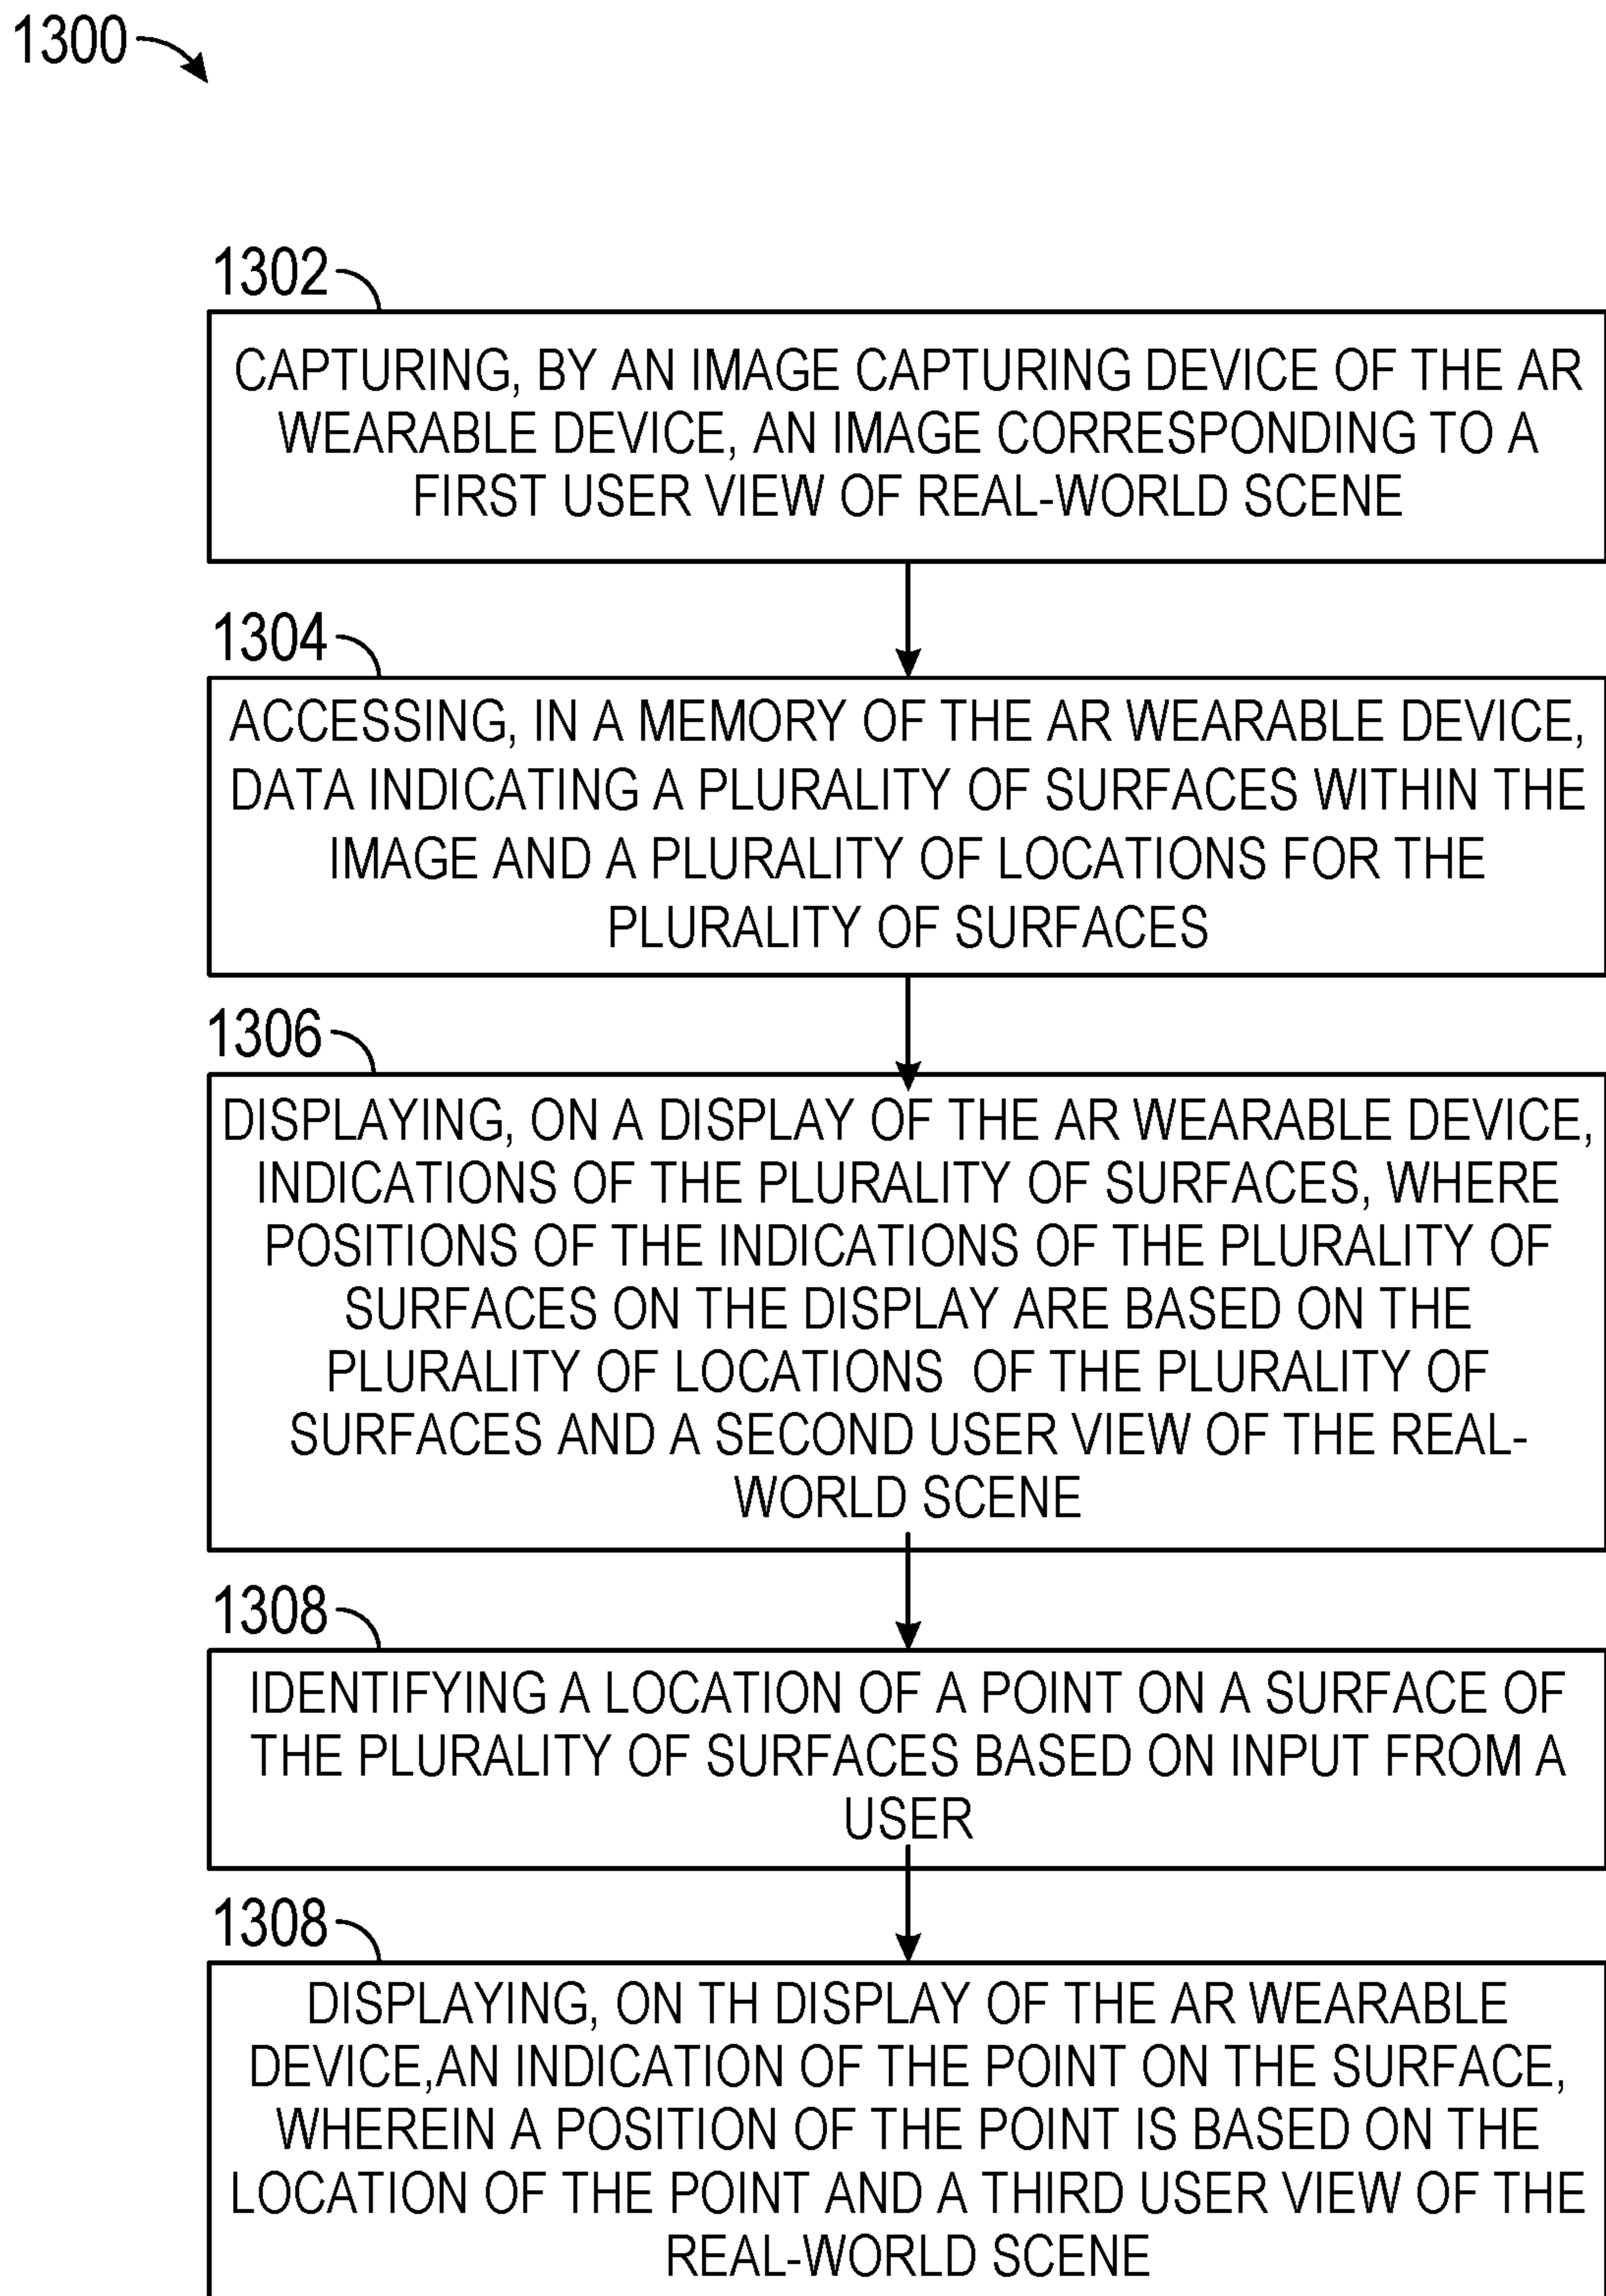 1300
1302
CAPTURING, BY AN IMAGE CAPTURING DEVICE OF THE AR
WEARABLE DEVICE, AN IMAGE CORRESPONDING TO A
FIRST USER VIEW OF REAL-WORLD SCENE
1304
ACCESSING, IN A MEMORY OF THE AR WEARABLE DEVICE,
DATA INDICATING A PLURALITY OF SURFACES WITHIN THE
IMAGE AND A PLURALITY OF LOCATIONS FOR THE
PLURALITY OF SURFACES
1306
DISPLAYING, ON A DISPLAY OF THE AR WEARABLE DEVICE,
INDICATIONS OF THE PLURALITY OF SURFACES, WHERE
POSITIONS OF THE INDICATIONS OF THE PLURALITY OF
SURFACES ON THE DISPLAY ARE BASED ON THE
PLURALITY OF LOCATIONS OF THE PLURALITY OF
SURFACES AND A SECOND USER VIEW OF THE REAL-
WORLD SCENE
1308
IDENTIFYING A LOCATION OF A POINT ON A SURFACE OF
THE PLURALITY OF SURFACES BASED ON INPUT FROM A
USER
1308
DISPLAYING, ON TH DISPLAY OF THE AR WEARABLE
DEVICE,AN INDICATION OF THE POINT ON THE SURFACE,
WHEREIN A POSITION OF THE POINT IS BASED ON THE
LOCATION OF THE POINT AND A THIRD USER VIEW OF THE
REAL-WORLD SCENE